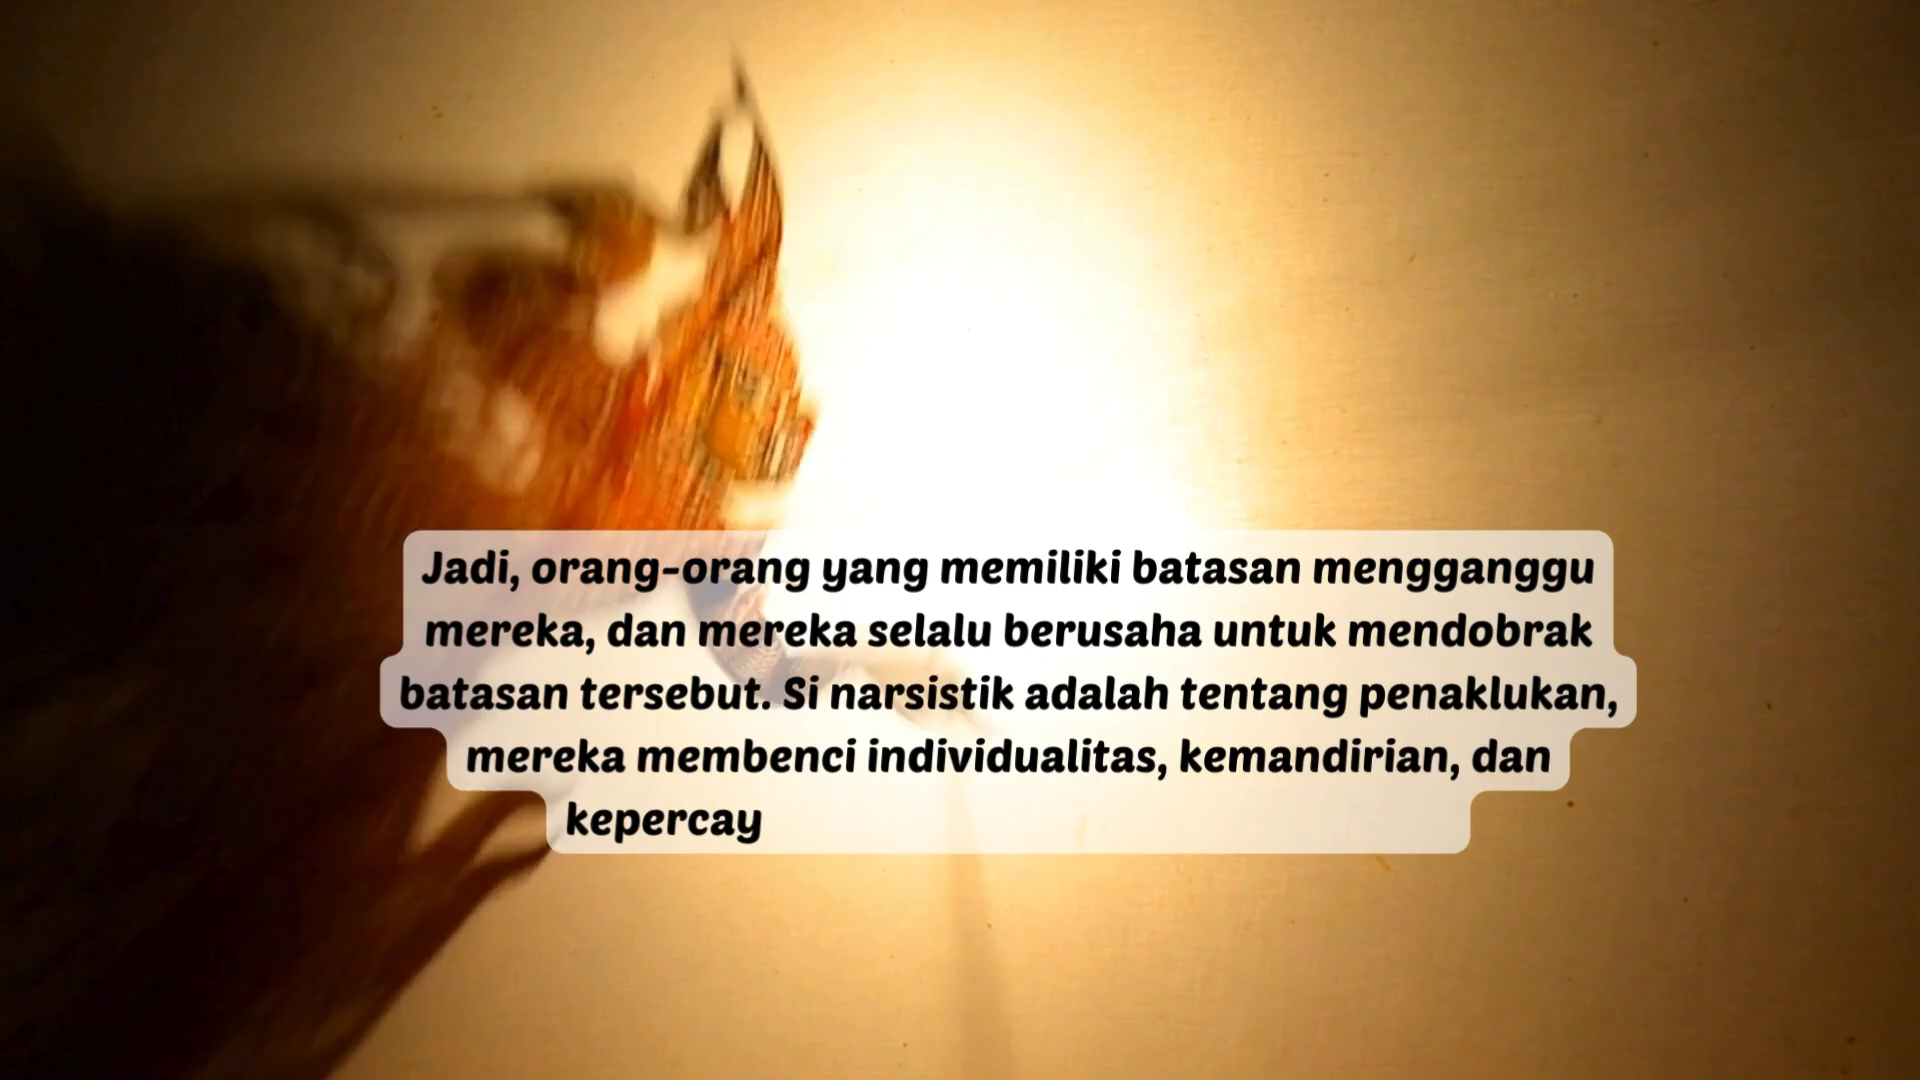 Jadi, orang-orang yang memiliki batasan mengganggu
mereka, dan mereka selalu berusaha untuk mendobrak
batasan tersebut. Si narsistik adalah tentang penaklukan,
mereka membenci individualitas, kemandirian, dan
kepercay